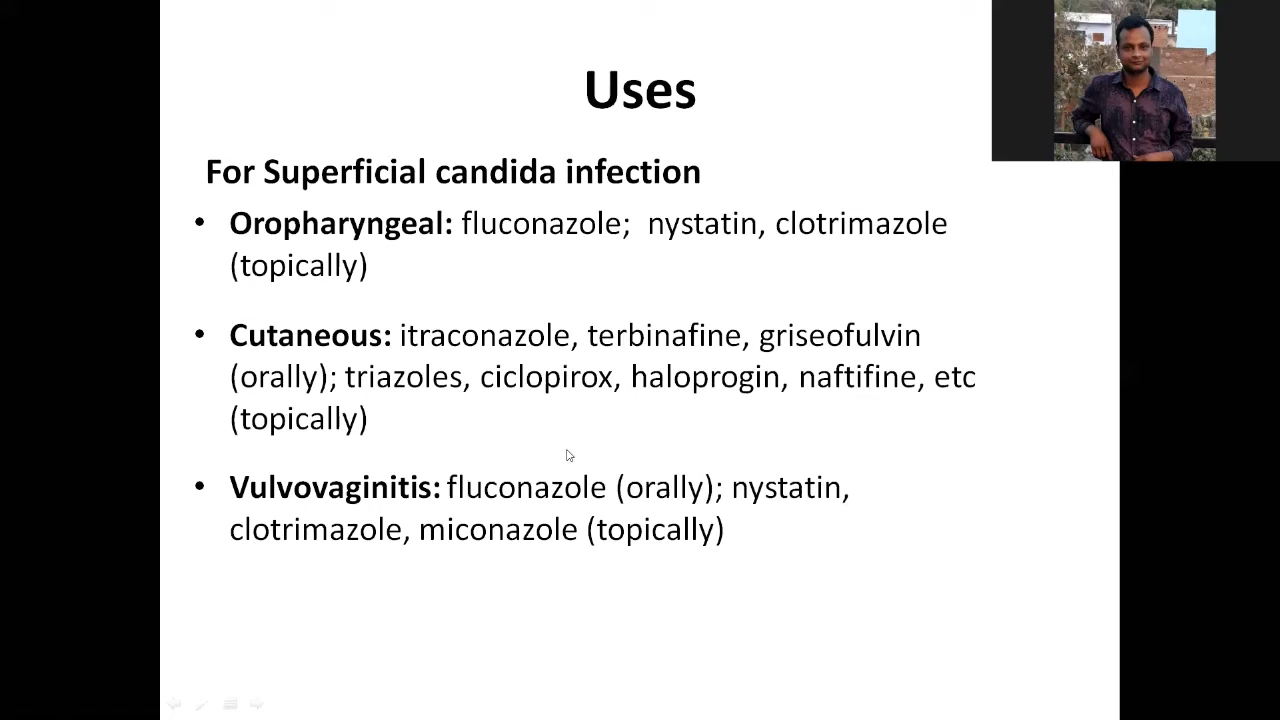 Uses
For Superficial candida infection
• Oropharyngeal: fluconazole;  nystatin, clotrimazole
(topically)
• Cutaneous: itraconazole, terbinafine, griseofulvin
(orally); triazoles, ciclopirox, haloprogin, naftifine, etc
(topically)
• Vulvovaginitis: fluconazole (orally); nystatin,
clotrimazole, miconazole (topically)